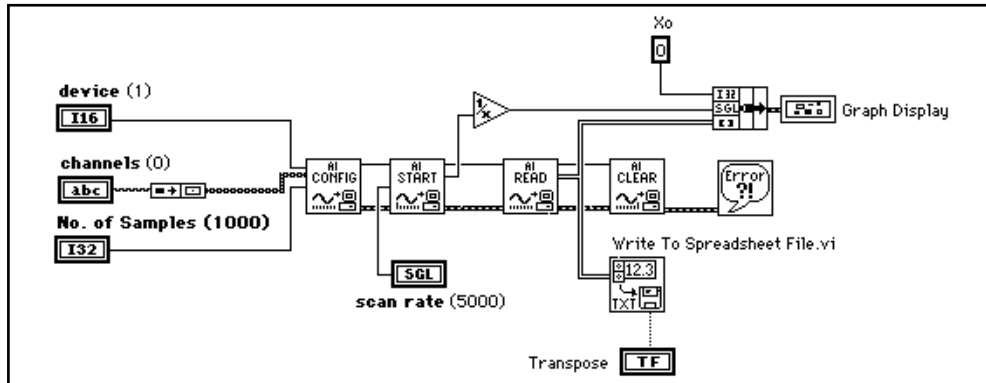 Xo
0
device (1)
I16
I32
SGL
[ ]
Graph Display
1/x
channels (0)
abc
AI CONFIG
AI START
AI READ
AI CLEAR
Error ?!
No. of Samples (1000)
I32
Write To Spreadsheet File.vi
12.3
TXT
SGL
scan rate (5000)
Transpose
TF